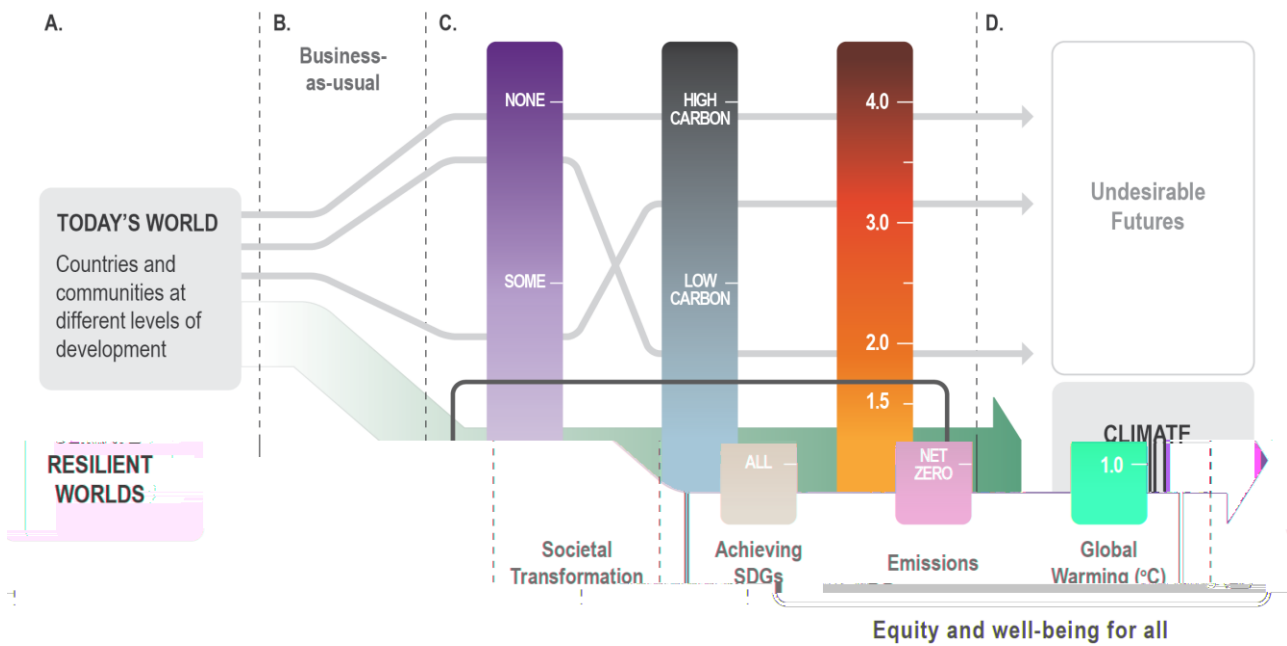 A.
B.
C.
D.
Business-
as-usual
TODAY'S WORLD
Countries and
communities at
different levels of
development
NONE
SOME
HIGH
CARBON
LOW
CARBON
4.0
3.0
2.0
1.5
Undesirable
Futures
CLIMATE
RESILIENT
WORLDS
ALL
NET
ZERO
1.0
Societal
Transformation
Achieving
SDGs
Emissions
Global
Warming (°C)
Equity and well-being for all